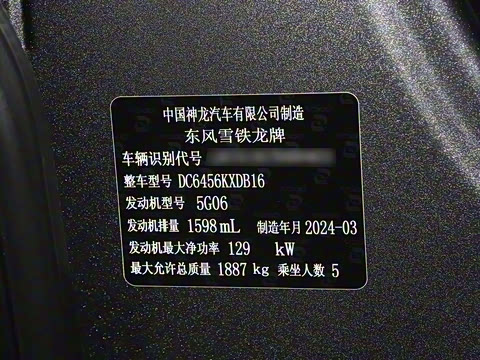 中国神龙汽车有限公司制造
东风雪铁龙牌
车辆识别代号
整车型号 DC6456KXDB16
发动机型号 5G06
发动机排量 1598 mL 制造年月 2024-03
发动机最大净功率 129 kW
最大允许总质量 1887 kg 乘坐人数 5